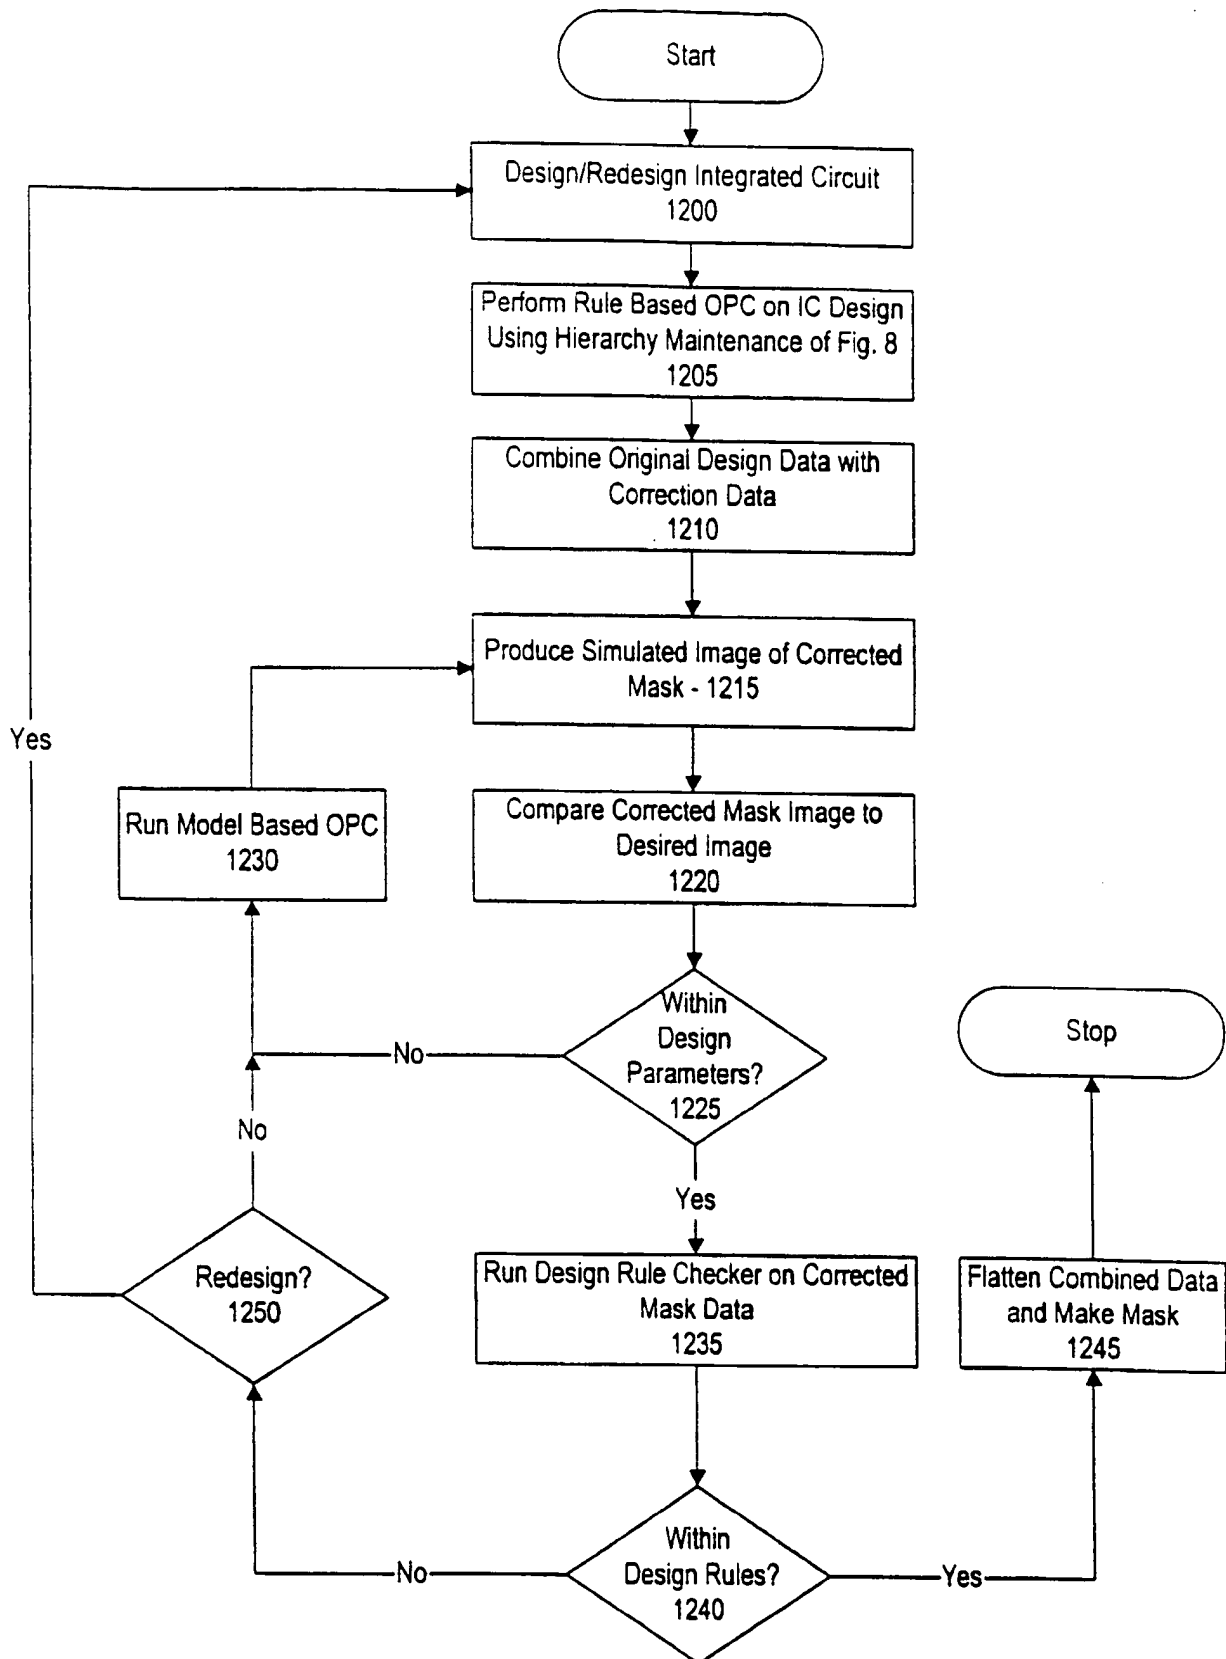 Start
Design/Redesign Integrated Circuit
1200
Perform Rule Based OPC on IC Design
Using Hierarchy Maintenance of Fig. 8
1205
Combine Original Design Data with
Correction Data
1210
Produce Simulated Image of Corrected
Mask - 1215
Yes
Run Model Based OPC
1230
Compare Corrected Mask Image to
Desired Image
1220
Within
Design
Parameters?
1225
No
Stop
No
Yes
Redesign?
1250
Run Design Rule Checker on Corrected
Mask Data
1235
Flatten Combined Data
and Make Mask
1245
Within
Design Rules?
1240
No
Yes